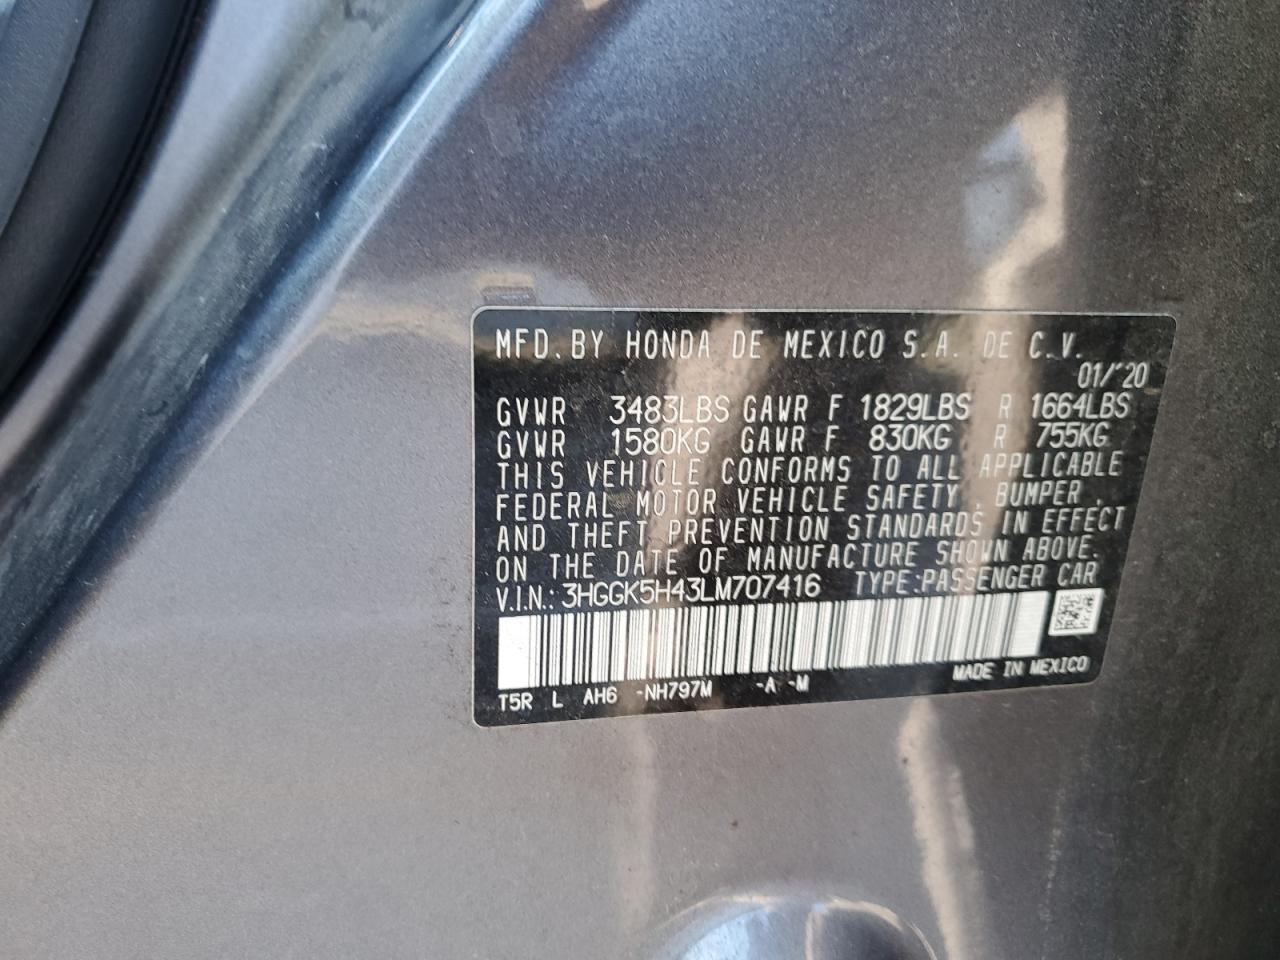 MFD. BY HONDA DE MEXICO S.A. DE C.V.
01/'20
GVWR 3483LBS GAWR F 1829LBS R 1664LBS
GVWR 1580KG GAWR F 830KG R 755KG
THIS VEHICLE CONFORMS TO ALL APPLICABLE
FEDERAL MOTOR VEHICLE SAFETY, BUMPER,
AND THEFT PREVENTION STANDARDS IN EFFECT
ON THE DATE OF MANUFACTURE SHOWN ABOVE.
V.I.N.: 3HGGK5H43LM707416 TYPE:PASSENGER CAR
T5R L AH6 -NH797M -A -M MADE IN MEXICO